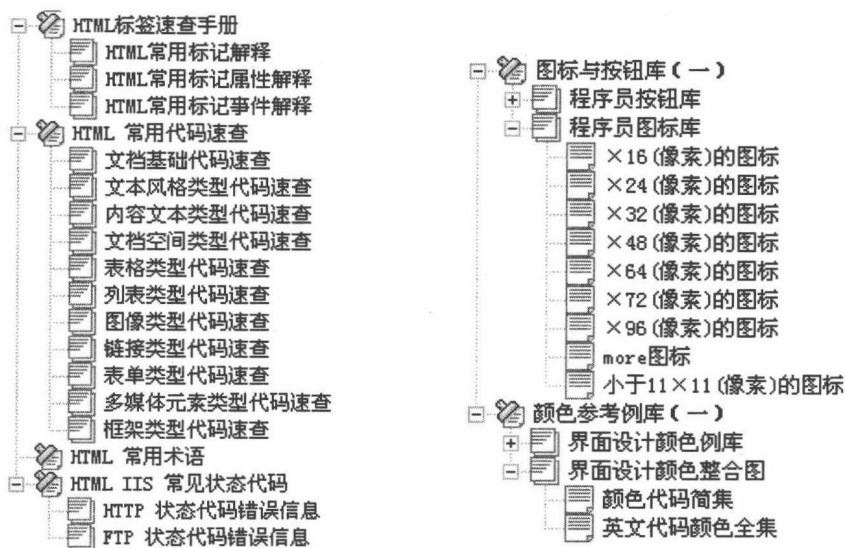 HTML标签速查手册
HTML常用标记解释
HTML常用标记属性解释
HTML常用标记事件解释
HTML 常用代码速查
文档基础代码速查
文本风格类型代码速查
内容文本类型代码速查
文档空间类型代码速查
表格类型代码速查
列表类型代码速查
图像类型代码速查
链接类型代码速查
表单类型代码速查
多媒体元素类型代码速查
框架类型代码速查
HTML 常用术语
HTML IIS 常见状态代码
HTTP 状态代码错误信息
FTP 状态代码错误信息
图标与按钮库(一)
程序员按钮库
程序员图标库
×16(像素)的图标
×24(像素)的图标
×32(像素)的图标
×48(像素)的图标
×64(像素)的图标
×72(像素)的图标
×96(像素)的图标
more图标
小于11×11(像素)的图标
颜色参考例库(一)
界面设计颜色例库
界面设计颜色整合图
颜色代码简集
英文代码颜色全集